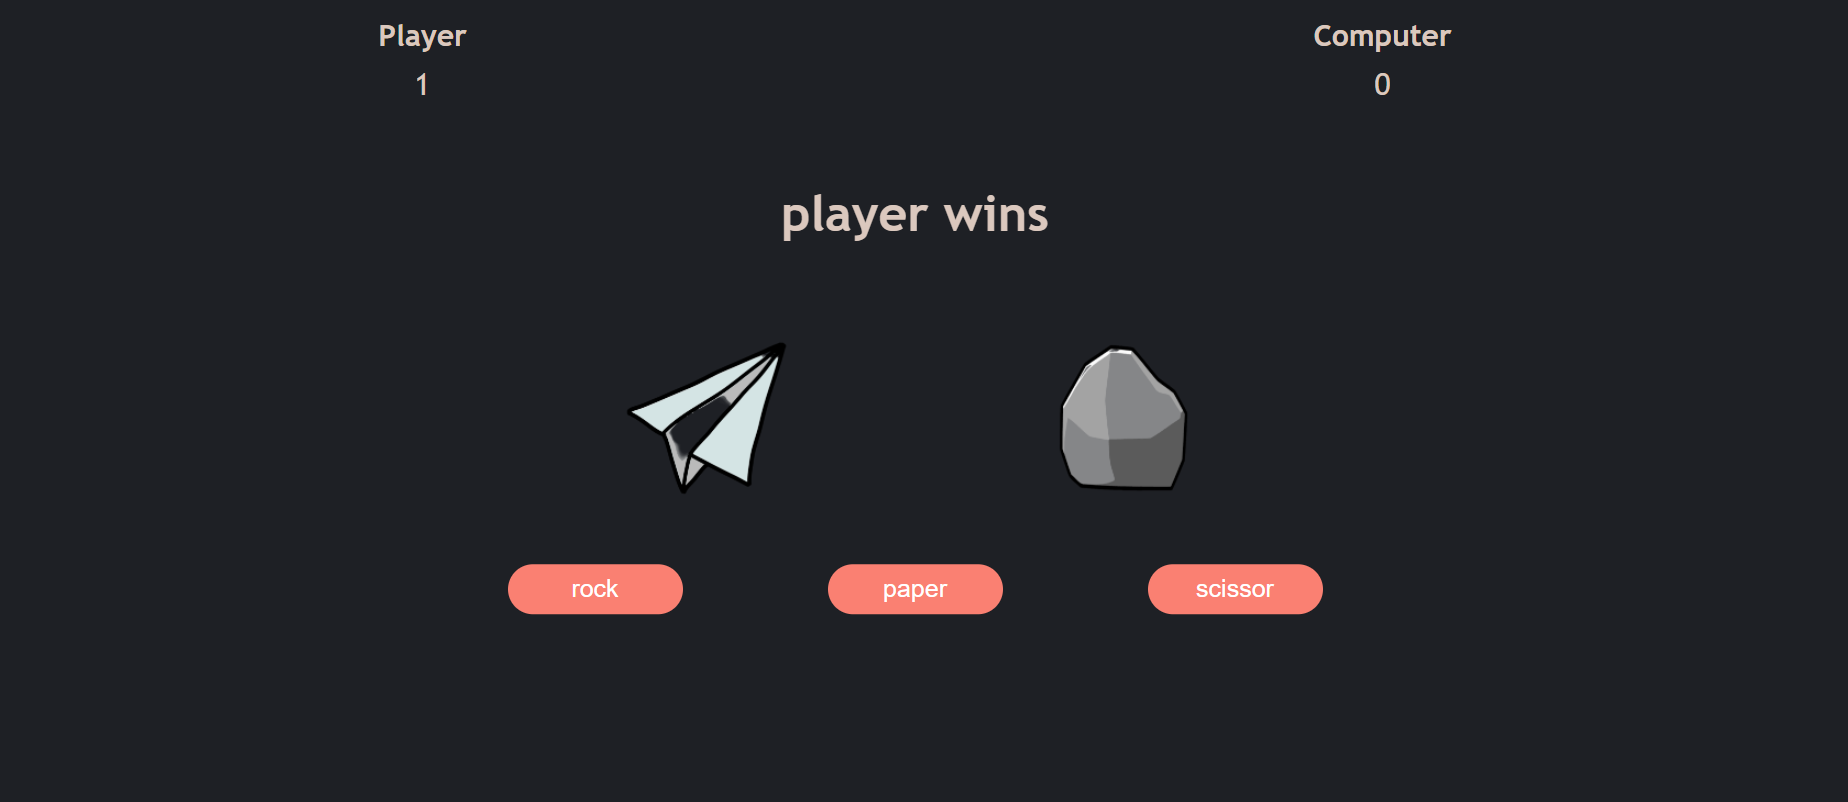 Player
Computer
1
0
player wins
rock
paper
scissor